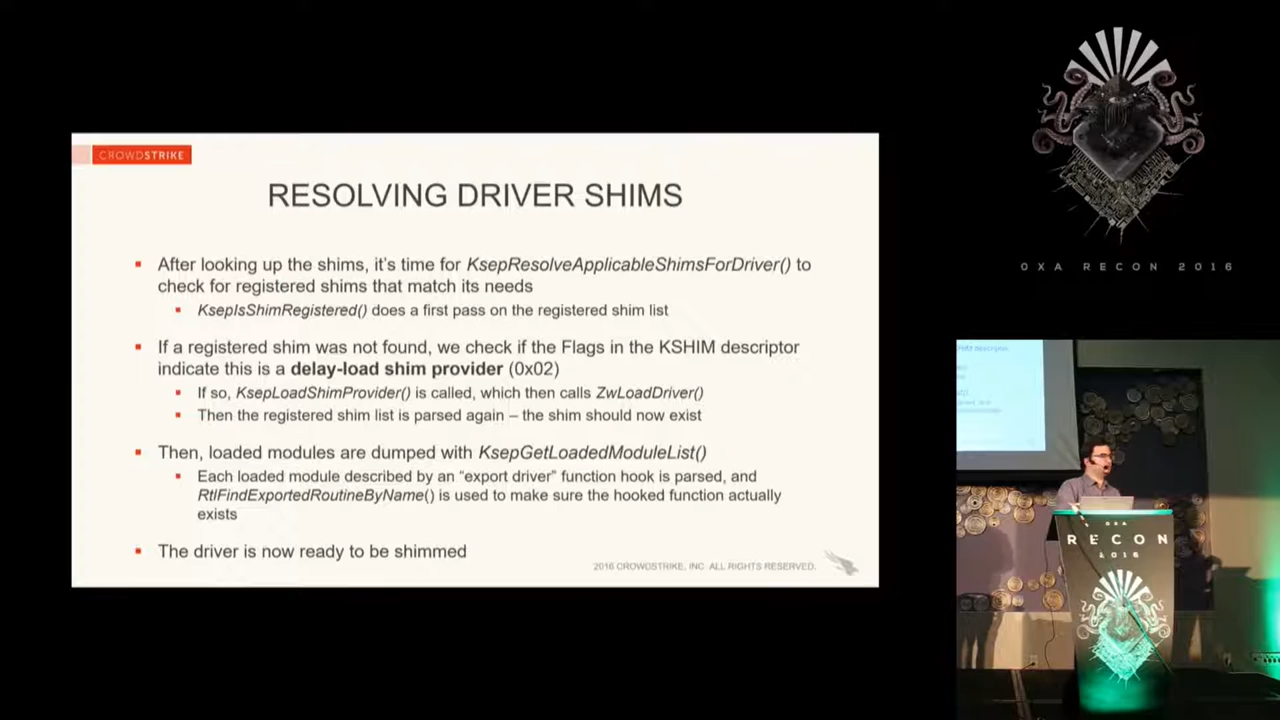 CROWDSTRIKE
RESOLVING DRIVER SHIMS
After looking up the shims, it's time for KsepResolveApplicableShimsForDriver() to
check for registered shims that match its needs
KsepIsShimRegistered() does a first pass on the registered shim list
If a registered shim was not found, we check if the Flags in the KSHIM descriptor
indicate this is a delay-load shim provider (0x02)
If so, KsepLoadShimProvider() is called, which then calls ZwLoadDriver()
Then the registered shim list is parsed again – the shim should now exist
Then, loaded modules are dumped with KsepGetLoadedModuleList()
Each loaded module described by an “export driver” function hook is parsed, and
RtlFindExportedRoutineByName() is used to make sure the hooked function actually
exists
The driver is now ready to be shimmed
2016 CROWDSTRIKE, INC. ALL RIGHTS RESERVED.
0XA RECON 2016
0XA
RECON
2016